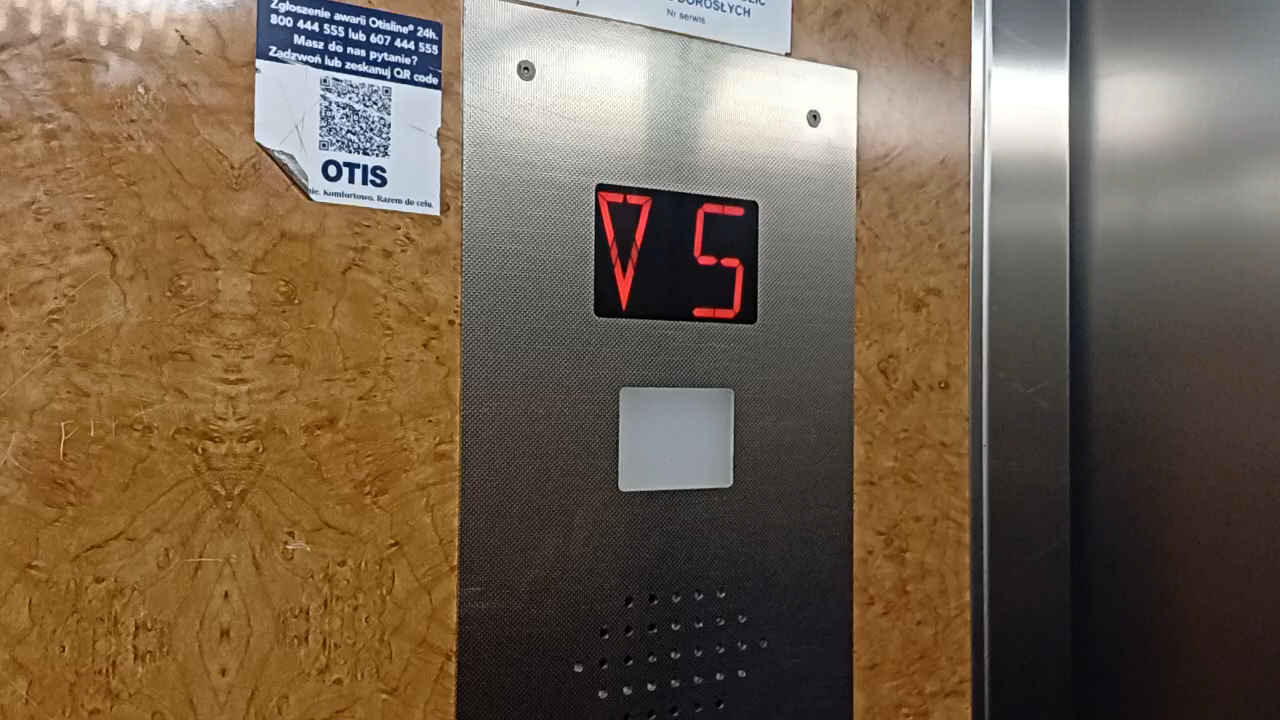 Zgłoszenie awarii Otisline® 24h.
800 444 555 lub 607 444 555
Masz do nas pytanie?
Zadzwoń lub zeskanuj QR code
OTIS
Komfortowo. Razem do celu.
DOROSŁYCH
Nr serwis
5